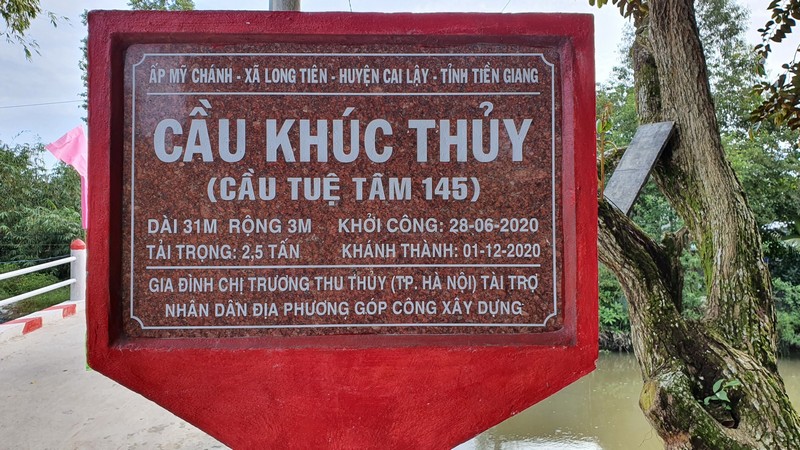 ẤP MỸ CHÁNH - XÃ LONG TIÊN - HUYỆN CAI LẬY - TỈNH TIỀN GIANG
CẦU KHÚC THỦY
(CẦU TUỆ TÂM 145)
DÀI 31M RỘNG 3M KHỞI CÔNG: 28-06-2020
TẢI TRỌNG: 2,5 TẤN KHÁNH THÀNH: 01-12-2020
GIA ĐÌNH CHỊ TRƯƠNG THU THỦY (TP. HÀ NỘI) TÀI TRỢ
NHÂN DÂN ĐỊA PHƯƠNG GÓP CÔNG XÂY DỰNG